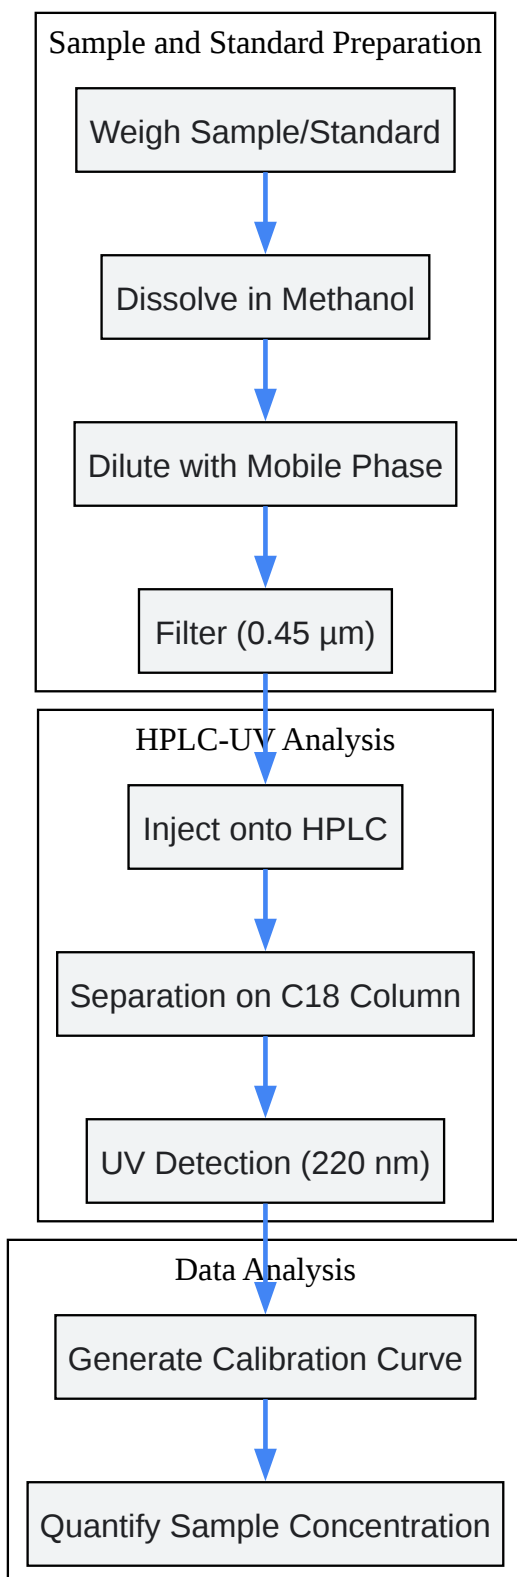 Sample and Standard Preparation
Weigh Sample/Standard
Dissolve in Methanol
Dilute with Mobile Phase
Filter (0.45 µm)
HPLC-UV Analysis
Inject onto HPLC
Separation on C18 Column
UV Detection (220 nm)
Data Analysis
Generate Calibration Curve
Quantify Sample Concentration